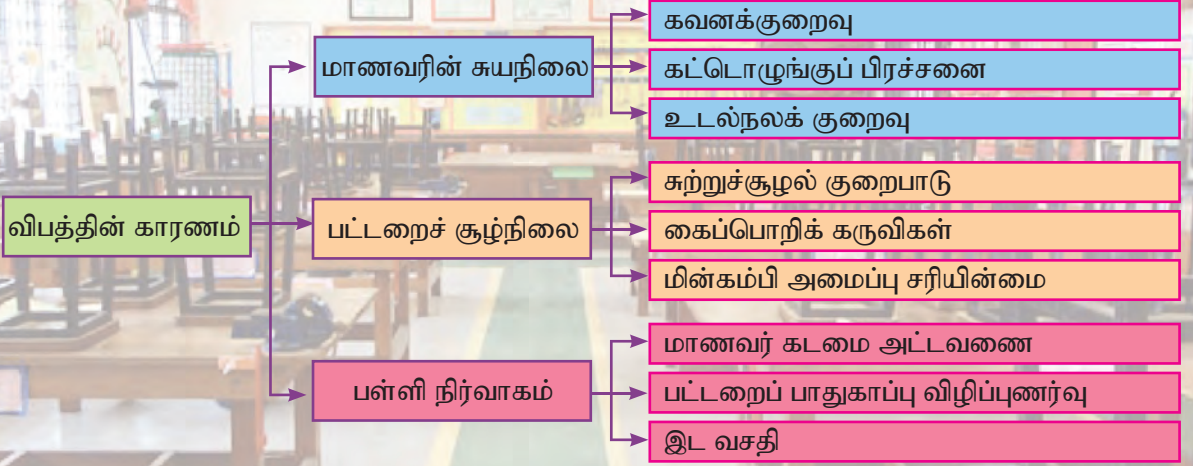 விபத்தின் காரணம்
மாணவரின் சுயநிலை
கவனக்குறைவு
கட்டொழுங்குப் பிரச்சனை
உடல்நலக் குறைவு
பட்டறைச் சூழ்நிலை
சுற்றுச்சூழல் குறைபாடு
கைப்பொறிக் கருவிகள்
மின்கம்பி அமைப்பு சரியின்மை
பள்ளி நிர்வாகம்
மாணவர் கடமை அட்டவணை
பட்டறைப் பாதுகாப்பு விழிப்புணர்வு
இட வசதி